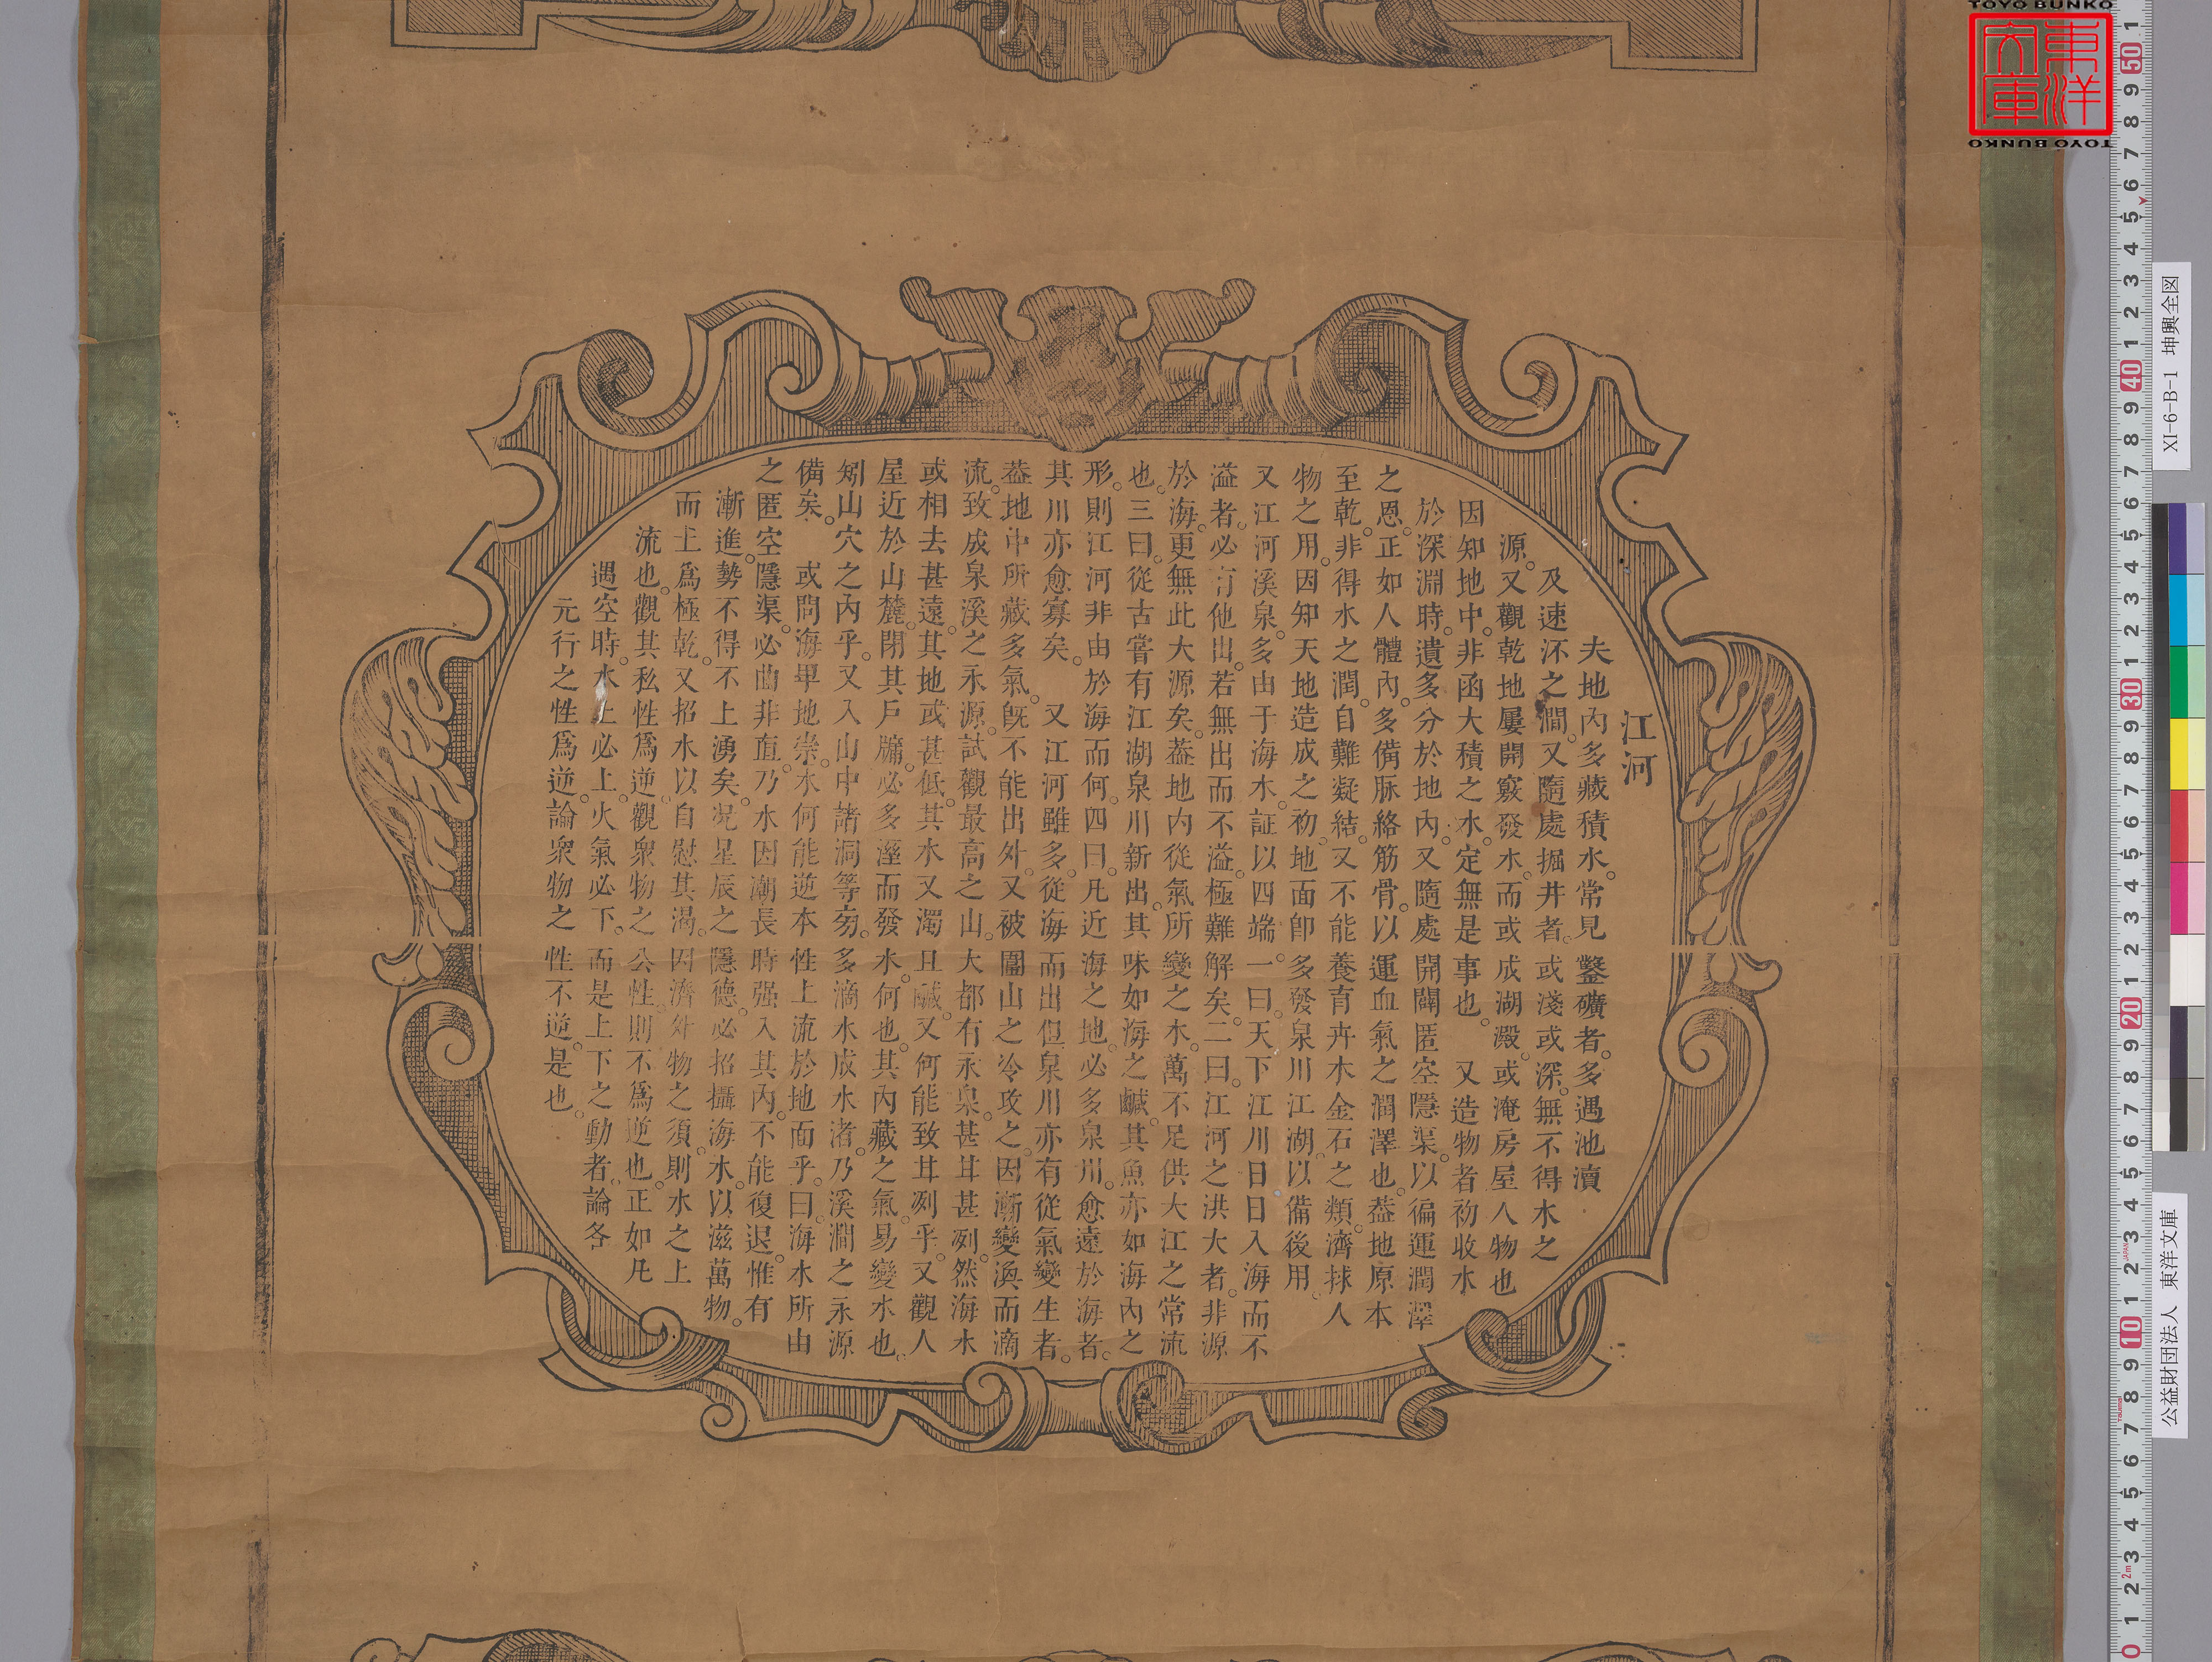 江河
夫地內多藏積水。常見鑿礦者。多遇池瀆
及速泝之澗。又隨處掘井者。或淺或深。無不得水之
源。又觀乾地屢開竅發水。而或成湖澱。或淹房屋人物也
因知地中。非函大積之水。定無是事也。 又造物者初收水
於深淵時。遺多分於地內。又隨處開闢匿空隱渠。以徧運潤澤
之恩。正如人體內。多備脉絡筋骨。以運血氣之潤澤也。葢地原本
至乾。非得水之潤。自難凝結。又不能養育卉木金石之類。濟捄人
物之用。因知天地造成之初。地面卽多發泉川江湖。以備後用。
又江河溪泉。多由于海水。証以四端。一曰。天下江川日日入海而不
溢者。必有他出。若無出而不溢。極難解矣。二曰。江河之洪大者。非源
於海。更無此大源矣。葢地內從氣所變之水。萬不足供大江之常流
也。三曰。從古嘗有江湖泉川新出。其味如海之鹹。其魚亦如海內之
形。則江河非由於海而何。四曰。凡近海之地。必多泉川。愈遠於海者。
其川亦愈寡矣。 又江河雖多。從海而出。但泉川亦有從氣變生者。
葢地中所藏多氣。旣不能出外。又被圍山之冷攻之。因漸變渙而滴
流。致成泉溪之永源。試觀最高之山。大都有永泉。甚甘甚冽。然海水
或相去甚遠。其地或甚低。其水又濁且鹹。又何能致甘冽乎。又觀人
屋近於山麓。閉其戶牖。必多溼而發水。何也。其內藏之氣。易變水也。
矧山穴之內乎。又入山中諸洞等穷。多滴水成水渚。乃溪澗之永源
備矣。 或問海畢地崇。水何能逆本性上流於地面乎。曰。海水所由
之匿空隱渠。必曲非直。乃水因潮長時强入其內。不能復退。惟有
漸進。勢不得不上湧矣。况星辰之隱德。必招攝海水。以滋萬物。
而土爲極乾。又招水以自慰其渴。因濟外物之須。則水之上
流也。觀其私性爲逆。觀衆物之公性。則不爲逆也。正如凡
遇空時。水土必上。火氣必下。而是上下之動者。論各
元行之性爲逆。論衆物之性不逆。是也。
TOYO BUNKO
東洋文庫
TOYO BUNKO
XI-6-B-1 坤輿全図
公益財団法人 東洋文庫